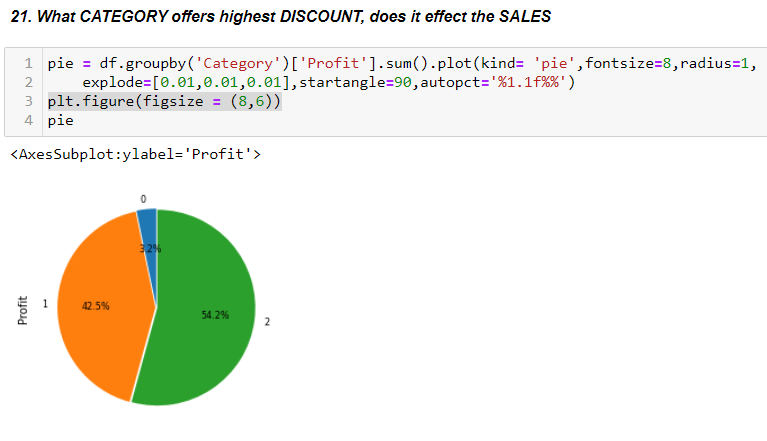 21. What CATEGORY offers highest DISCOUNT, does it effect the SALES
1 pie = df.groupby('Category')['Profit'].sum().plot(kind= 'pie',fontsize=8,radius=1,
2     explode=[0.01,0.01,0.01],startangle=90,autopct='%1.1f%%')
3 plt.figure(figsize = (8,6))
4 pie
<AxesSubplot:ylabel='Profit'>
0
3.2%
Profit
1
42.5%
54.2%
2